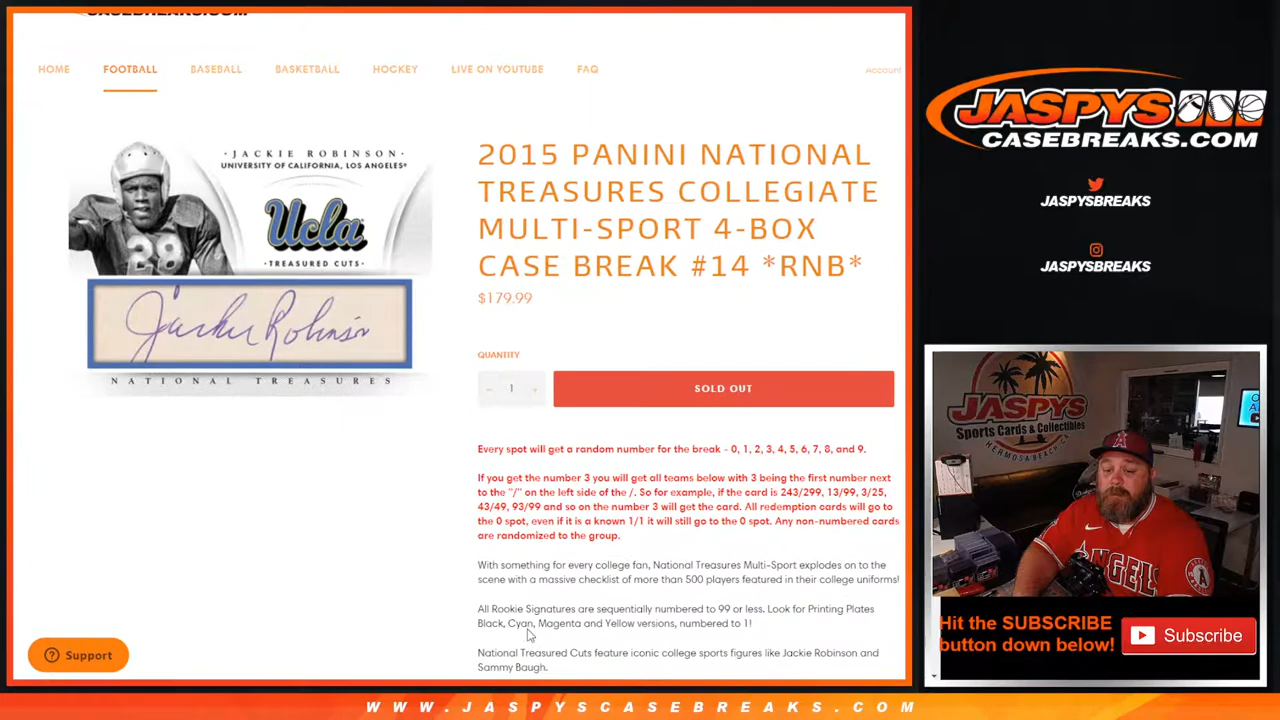 HOME FOOTBALL BASEBALL BASKETBALL HOCKEY LIVE ON YOUTUBE FAQ Account
· JACKIE ROBINSON ·
UNIVERSITY OF CALIFORNIA, LOS ANGELES®
28
Ucla
· TREASURED CUTS ·
Jackie Robinson
NATIONAL TREASURES
2015 PANINI NATIONAL
TREASURES COLLEGIATE
MULTI-SPORT 4-BOX
CASE BREAK #14 *RNB*
$179.99
QUANTITY
− 1 +
SOLD OUT
Every spot will get a random number for the break - 0, 1, 2, 3, 4, 5, 6, 7, 8, and 9.
If you get the number 3 you will get all teams below with 3 being the first number next
to the "/" on the left side of the /. So for example, if the card is 243/299, 13/99, 3/25,
43/49, 93/99 and so on the number 3 will get the card. All redemption cards will go to
the 0 spot, even if it is a known 1/1 it will still go to the 0 spot. Any non-numbered cards
are randomized to the group.
With something for every college fan, National Treasures Multi-Sport explodes on to the
scene with a massive checklist of more than 500 players featured in their college uniforms!
All Rookie Signatures are sequentially numbered to 99 or less. Look for Printing Plates
Black, Cyan, Magenta and Yellow versions, numbered to 1!
National Treasured Cuts feature iconic college sports figures like Jackie Robinson and
Sammy Baugh.
Support
JASPYS
CASEBREAKS.COM
JASPYSBREAKS
JASPYSBREAKS
JASPYS
Sports Cards & Collectibles
HERMOSA BEACH, CA
A
ANGELS
Hit the SUBSCRIBE
button down below!
Subscribe
WWW.JASPYSCASEBREAKS.COM